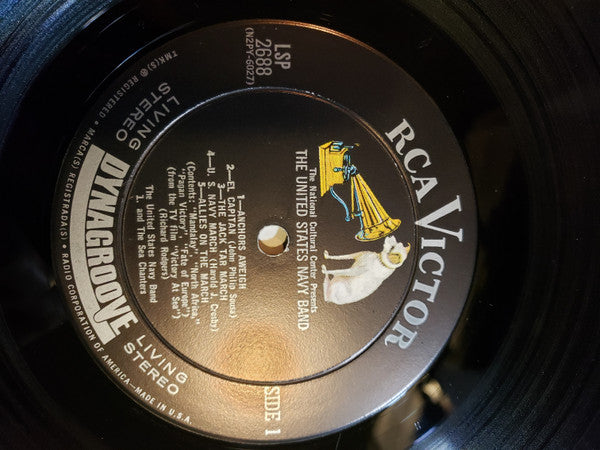 RCA VICTOR
The National Cultural Center Presents
THE UNITED STATES NAVY BAND
LSP
2688
(N2PY-6027)
SIDE 1
1—ANCHORS AWEIGH
2—EL CAPITAN (John Philip Sousa)
3—THE JACK TAR MARCH
4—U. S. NAVY MARCH (Harold J. Crosby)
5—ALLIES ON THE MARCH
(Contents: "North Africa,"
Victory," "Fate of Europe")
(from the TV Film "Victory At Sea")
(Richard Rodgers)
The United States Navy Band
1. and The Sea Chanters
LIVING
STEREO
DYNAGROOVE
LIVING
STEREO
TMK(S) ® REGISTERED • MARCA(S) REGISTRADA(S) • RADIO CORPORATION OF AMERICA—MADE IN U.S.A.